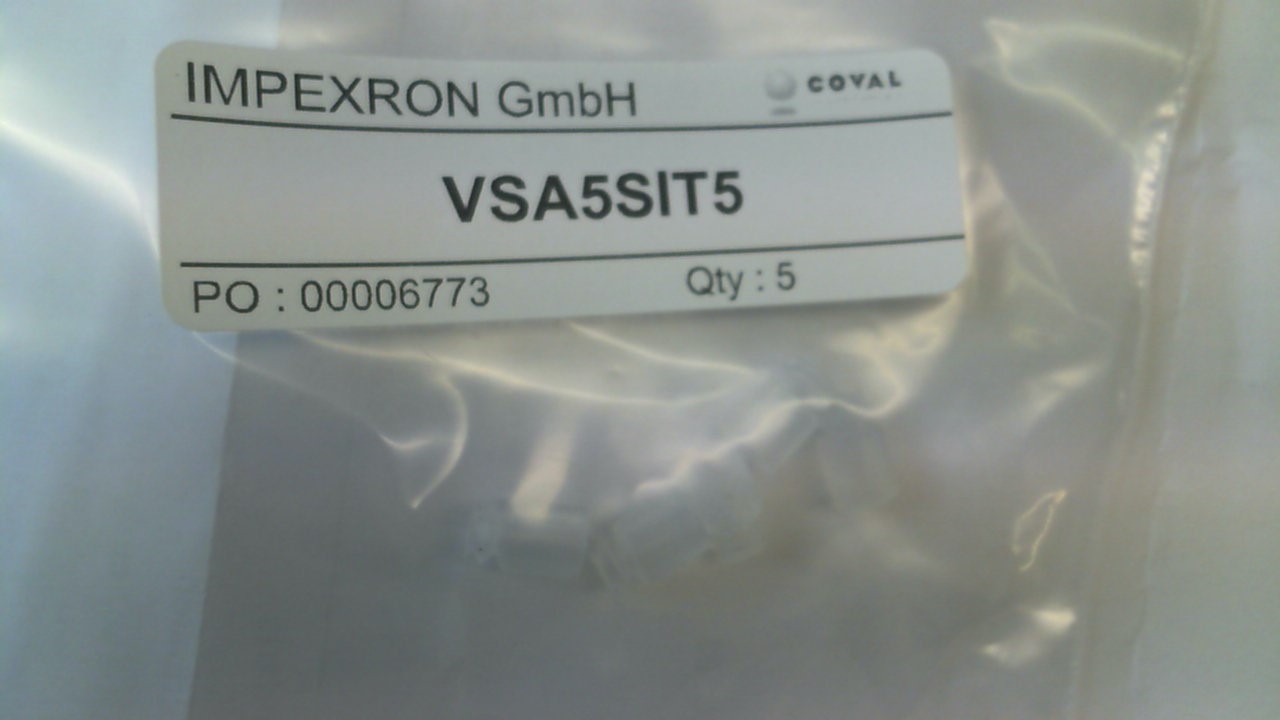 IMPEXRON GmbH COVAL
VSA5SIT5
PO : 00006773 Qty : 5